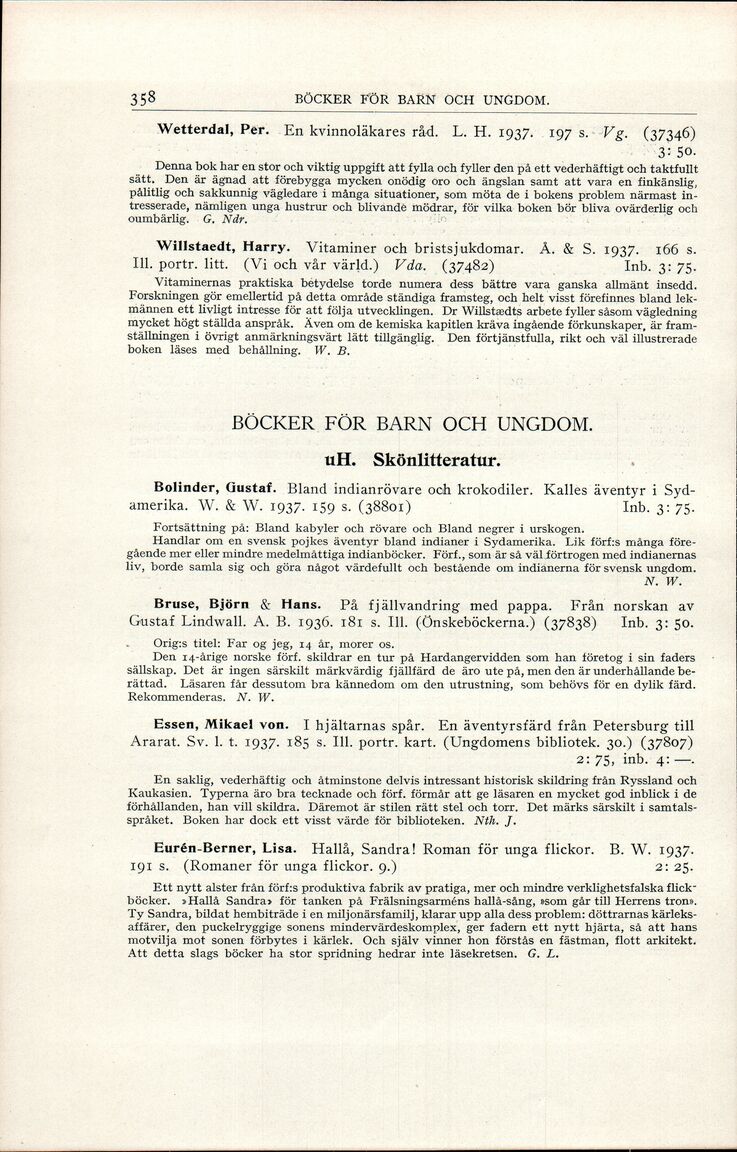 358 BÖCKER FÖR BARN OCH UNGDOM.
Wetterdal, Per. En kvinnoläkares råd. L. H. 1937. 197 s. Vg. (37346)
3: 50.
Denna bok har en stor och viktig uppgift att fylla och fyller den på ett vederhäftigt och taktfullt
sätt. Den är ägnad att förebygga mycken onödig oro och ängslan samt att vara en finkänslig,
pålitlig och sakkunnig vägledare i många situationer, som möta de i bokens problem närmast in-
tresserade, nämligen unga hustrur och blivande mödrar, för vilka boken bör bliva ovärderlig och
oumbärlig. G. Ndr.
Willstaedt, Harry. Vitaminer och bristsjukdomar. Å. & S. 1937. 166 s.
Ill. portr. litt. (Vi och vår värld.) Vda. (37482) Inb. 3: 75.
Vitaminernas praktiska betydelse torde numera dess bättre vara ganska allmänt insedd.
Forskningen gör emellertid på detta område ständiga framsteg, och helt visst förefinnes bland lek-
männen ett livligt intresse för att följa utvecklingen. Dr Willstædts arbete fyller såsom vägledning
mycket högt ställda anspråk. Även om de kemiska kapitlen kräva ingående förkunskaper, är fram-
ställningen i övrigt anmärkningsvärt lätt tillgänglig. Den förtjänstfulla, rikt och väl illustrerade
boken läses med behållning. W. B.
BÖCKER FÖR BARN OCH UNGDOM.
uH. Skönlitteratur.
Bolinder, Gustaf. Bland indianrövare och krokodiler. Kalles äventyr i Syd-
amerika. W. & W. 1937. 159 s. (38801) Inb. 3: 75.
Fortsättning på: Bland kabyler och rövare och Bland negrer i urskogen.
Handlar om en svensk pojkes äventyr bland indianer i Sydamerika. Lik förf:s många före-
gående mer eller mindre medelmåttiga indianböcker. Förf., som är så väl förtrogen med indianernas
liv, borde samla sig och göra något värdefullt och bestående om indianerna för svensk ungdom.
N. W.
Bruse, Björn & Hans. På fjällvandring med pappa. Från norskan av
Gustaf Lindwall. A. B. 1936. 181 s. Ill. (Önskeböckerna.) (37838) Inb. 3: 50.
Orig:s titel: Far og jeg, 14 år, morer os.
Den 14-årige norske förf. skildrar en tur på Hardangervidden som han företog i sin faders
sällskap. Det är ingen särskilt märkvärdig fjällfärd de äro ute på, men den är underhållande be-
rättad. Läsaren får dessutom bra kännedom om den utrustning, som behövs för en dylik färd.
Rekommenderas. N. W.
Essen, Mikael von. I hjältarnas spår. En äventyrsfärd från Petersburg till
Ararat. Sv. l. t. 1937. 185 s. Ill. portr. kart. (Ungdomens bibliotek. 30.) (37807)
2: 75, inb. 4: —.
En saklig, vederhäftig och åtminstone delvis intressant historisk skildring från Ryssland och
Kaukasien. Typerna äro bra tecknade och förf. förmår att ge läsaren en mycket god inblick i de
förhållanden, han vill skildra. Däremot är stilen rätt stel och torr. Det märks särskilt i samtals-
språket. Boken har dock ett visst värde för biblioteken. Nth. J.
Eurén-Berner, Lisa. Hallå, Sandra! Roman för unga flickor. B. W. 1937.
191 s. (Romaner för unga flickor. 9.) 2: 25.
Ett nytt alster från förf:s produktiva fabrik av pratiga, mer och mindre verklighetsfalska flick-
böcker. »Hallå Sandra» för tanken på Frälsningsarméns hallå-sång, »som går till Herrens tron».
Ty Sandra, bildat hembiträde i en miljonärsfamilj, klarar upp alla dess problem: döttrarnas kärleks-
affärer, den puckelryggige sonens mindervärdeskomplex, ger fadern ett nytt hjärta, så att hans
motvilja mot sonen förbytes i kärlek. Och själv vinner hon förstås en fästman, flott arkitekt.
Att detta slags böcker ha stor spridning hedrar inte läsekretsen. G. L.